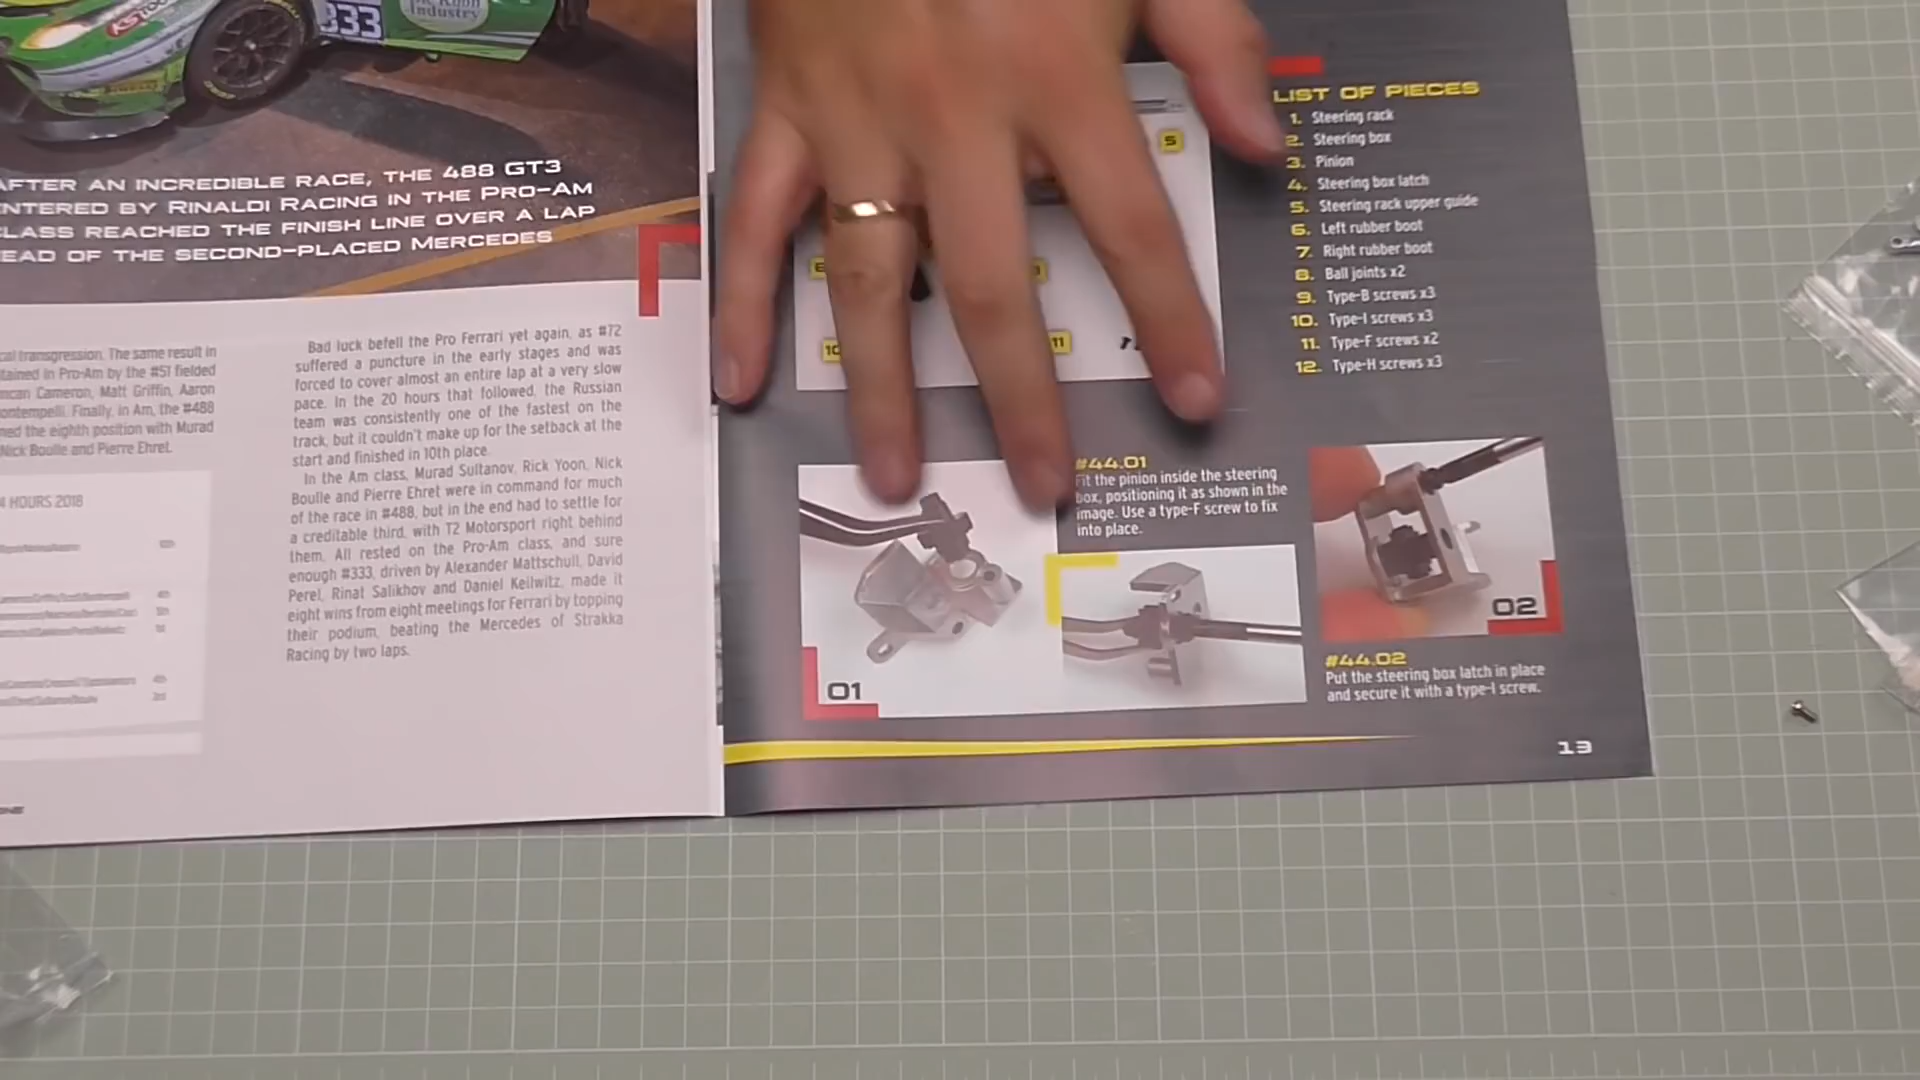 KS
333
Industry
PIRELLI
AFTER AN INCREDIBLE RACE, THE 488 GT3
ENTERED BY RINALDI RACING IN THE PRO-AM
CLASS REACHED THE FINISH LINE OVER A LAP
EAD OF THE SECOND-PLACED MERCEDES
cal transgression. The same result in
tained in Pro-Am by the #51 fielded
ncan Cameron, Matt Griffin, Aaron
ontempelli. Finally, in Am, the #488
ned the eighth position with Murad
Nick Boulle and Pierre Ehret.
4 HOURS 2018
Bad luck befell the Pro Ferrari yet again, as #72
suffered a puncture in the early stages and was
forced to cover almost an entire lap at a very slow
pace. In the 20 hours that followed, the Russian
team was consistently one of the fastest on the
track, but it couldn't make up for the setback at the
start and finished in 10th place.
In the Am class, Murad Sultanov, Rick Yoon, Nick
Boulle and Pierre Ehret were in command for much
of the race in #488, but in the end had to settle for
a creditable third, with T2 Motorsport right behind
them. All rested on the Pro-Am class, and sure
enough #333, driven by Alexander Mattschull, David
Perel, Rinat Salikhov and Daniel Keilwitz, made it
eight wins from eight meetings for Ferrari by topping
their podium, beating the Mercedes of Strakka
Racing by two laps.
5
11
LIST OF PIECES
1. Steering rack
2. Steering box
3. Pinion
4. Steering box latch
5. Steering rack upper guide
6. Left rubber boot
7. Right rubber boot
8. Ball joints x2
9. Type-B screws x3
10. Type-I screws x3
11. Type-F screws x2
12. Type-H screws x3
#44.01
Fit the pinion inside the steering
box, positioning it as shown in the
image. Use a type-F screw to fix
into place.
01
02
#44.02
Put the steering box latch in place
and secure it with a type-I screw.
13